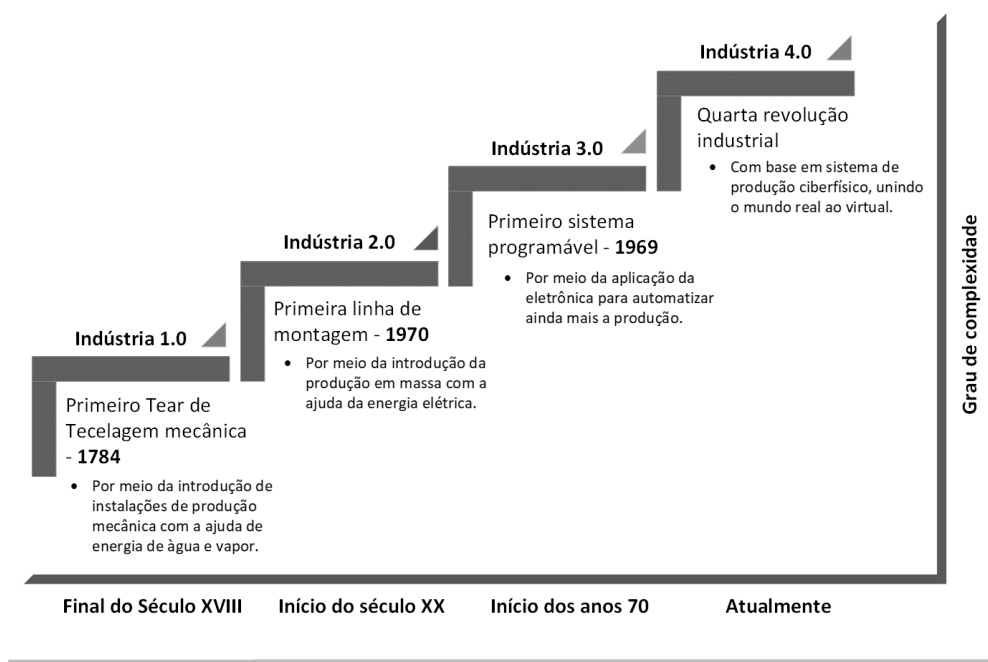 Indústria 4.0
Quarta revolução
industrial
• Com base em sistema de
produção ciberfísico, unindo
o mundo real ao virtual.
Indústria 3.0
Primeiro sistema
programável - 1969
• Por meio da aplicação da
eletrônica para automatizar
ainda mais a produção.
Indústria 2.0
Primeira linha de
montagem - 1970
• Por meio da introdução da
produção em massa com a
ajuda da energia elétrica.
Indústria 1.0
Primeiro Tear de
Tecelagem mecânica
- 1784
• Por meio da introdução de
instalações de produção
mecânica com a ajuda de
energia de àgua e vapor.
Grau de complexidade
Final do Século XVIII
Início do século XX
Início dos anos 70
Atualmente